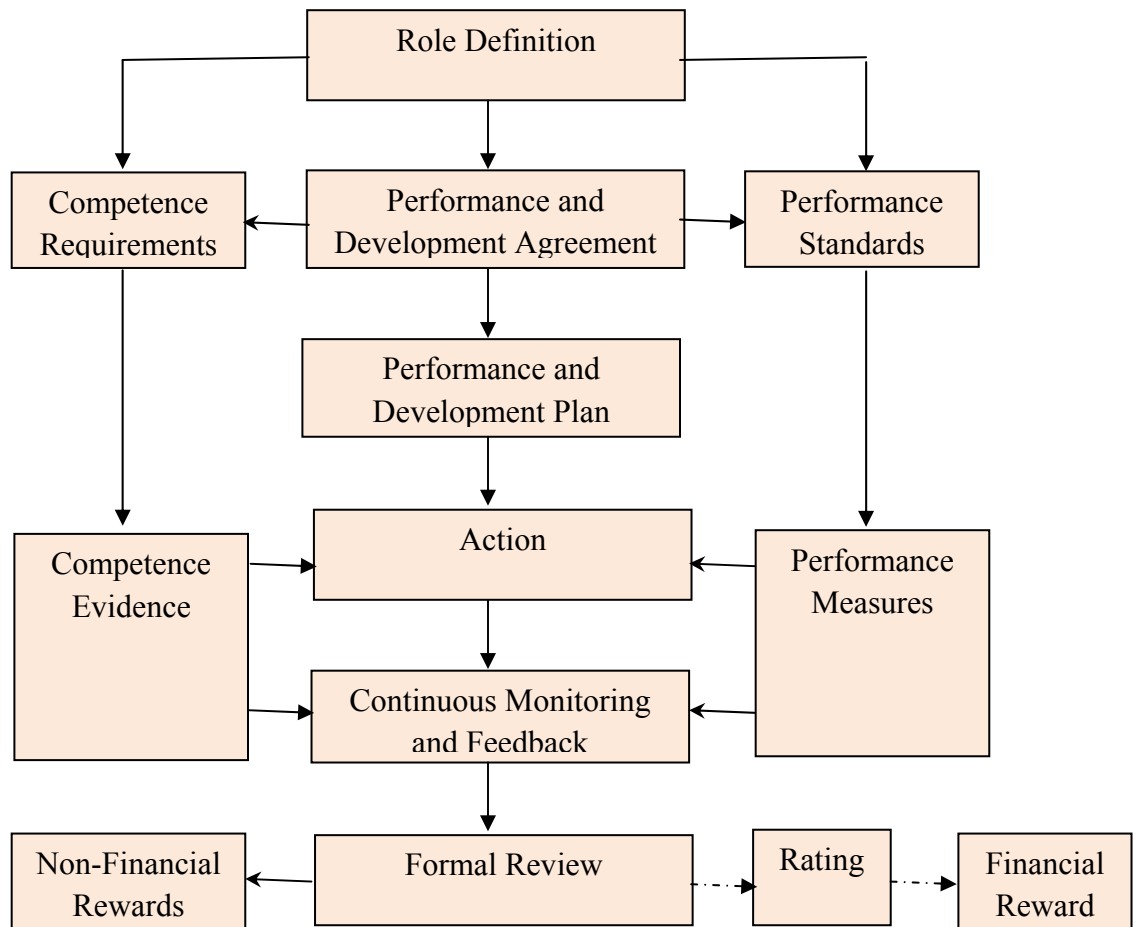 Role Definition
Competence
Requirements
Performance and
Development Agreement
Performance
Standards
Performance and
Development Plan
Action
Competence
Evidence
Performance
Measures
Continuous Monitoring
and Feedback
Non-Financial
Rewards
Formal Review
Rating
Financial
Reward